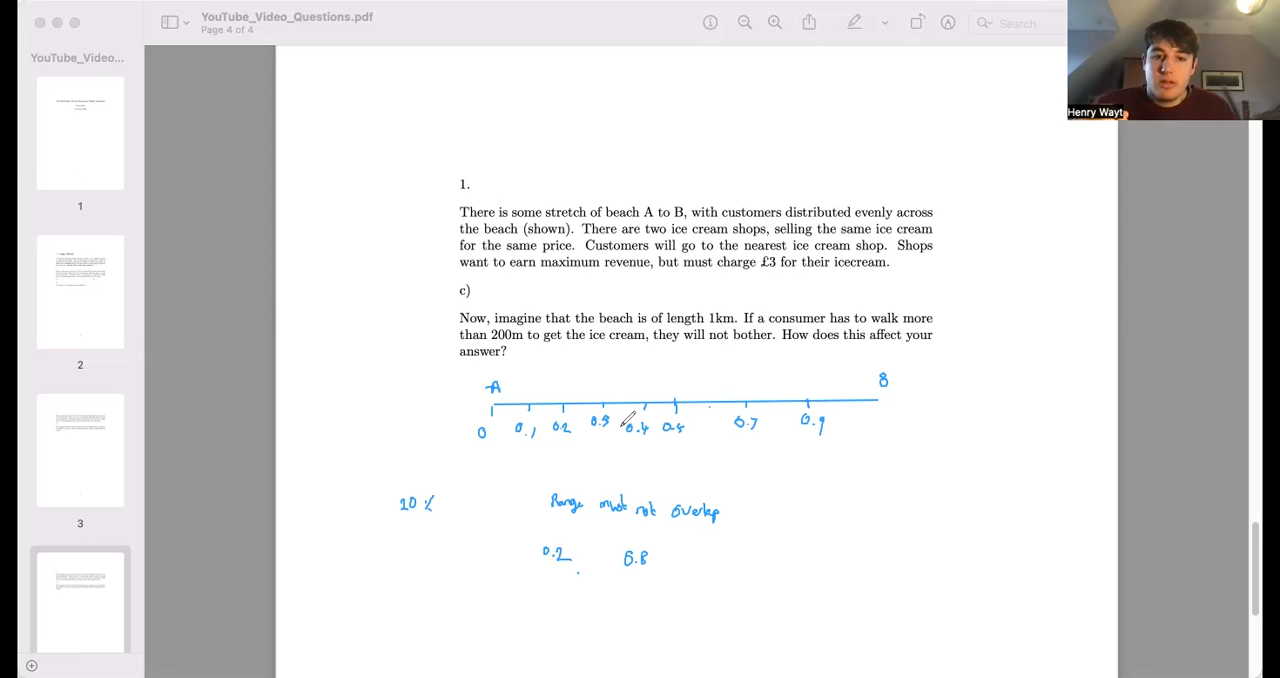 YouTube_Video_Questions.pdf
Page 4 of 4
Search
YouTube_Video...
1
2
3
Henry Wayt
1.
There is some stretch of beach A to B, with customers distributed evenly across
the beach (shown). There are two ice cream shops, selling the same ice cream
for the same price. Customers will go to the nearest ice cream shop. Shops
want to earn maximum revenue, but must charge £3 for their icecream.
c)
Now, imagine that the beach is of length 1km. If a consumer has to walk more
than 200m to get the ice cream, they will not bother. How does this affect your
answer?
A B
0 0.1 0.2 0.3 0.4 0.5 0.7 0.9
20 % Range must not overlap
0.2 0.8